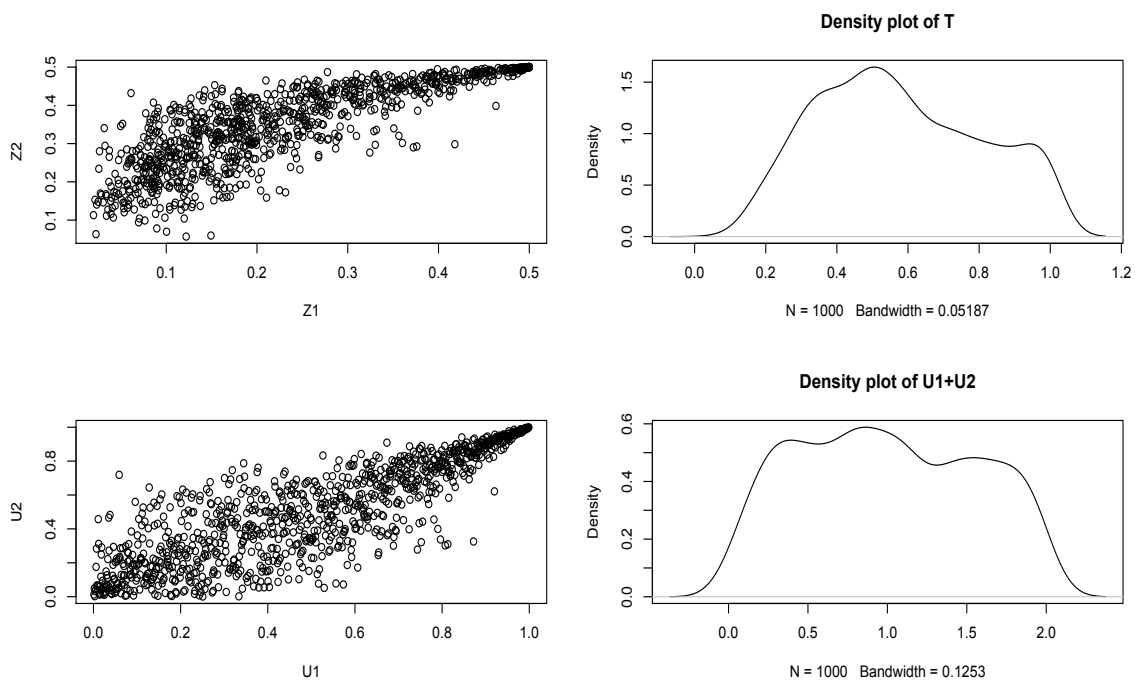 Density plot of T
Z2
0.1 0.2 0.3 0.4 0.5
0.1 0.2 0.3 0.4 0.5
Z1
Density
0.0 0.5 1.0 1.5
0.0 0.2 0.4 0.6 0.8 1.0 1.2
N = 1000 Bandwidth = 0.05187
Density plot of U1+U2
U2
0.0 0.4 0.8
0.0 0.2 0.4 0.6 0.8 1.0
U1
Density
0.0 0.2 0.4 0.6
0.0 0.5 1.0 1.5 2.0
N = 1000 Bandwidth = 0.1253